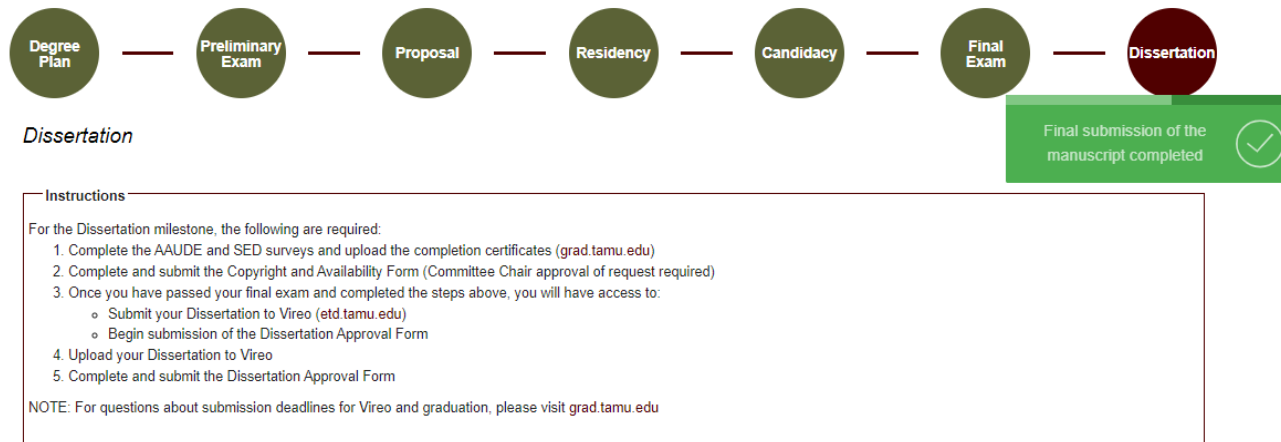 Degree
Plan
Preliminary
Exam
Proposal
Residency
Candidacy
Final
Exam
Dissertation
Final submission of the
manuscript completed
Dissertation
Instructions
For the Dissertation milestone, the following are required:
1. Complete the AAUDE and SED surveys and upload the completion certificates (grad.tamu.edu)
2. Complete and submit the Copyright and Availability Form (Committee Chair approval of request required)
3. Once you have passed your final exam and completed the steps above, you will have access to:
Submit your Dissertation to Vireo (etd.tamu.edu)
Begin submission of the Dissertation Approval Form
4. Upload your Dissertation to Vireo
5. Complete and submit the Dissertation Approval Form
NOTE: For questions about submission deadlines for Vireo and graduation, please visit grad.tamu.edu